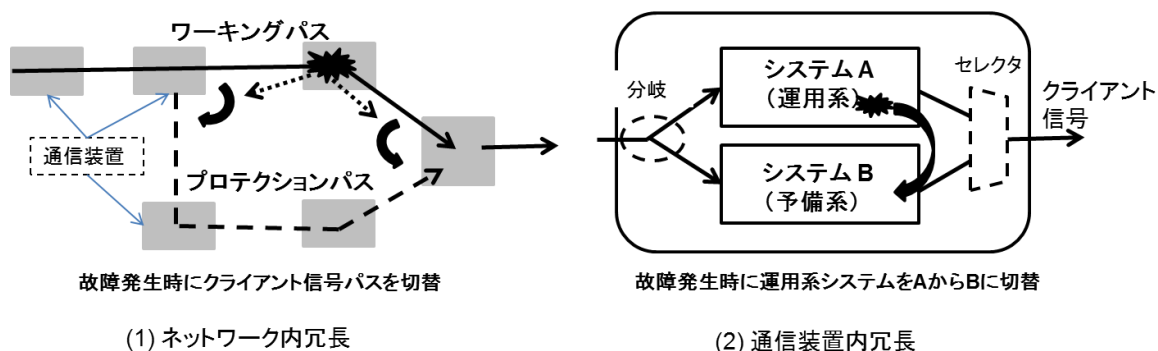 ワーキングパス
通信装置
プロテクションパス
故障発生時にクライアント信号パスを切替
(1) ネットワーク内冗長
分岐
システムA
(運用系)
セレクタ
クライアント
信号
システムB
(予備系)
故障発生時に運用系システムをAからBに切替
(2) 通信装置内冗長